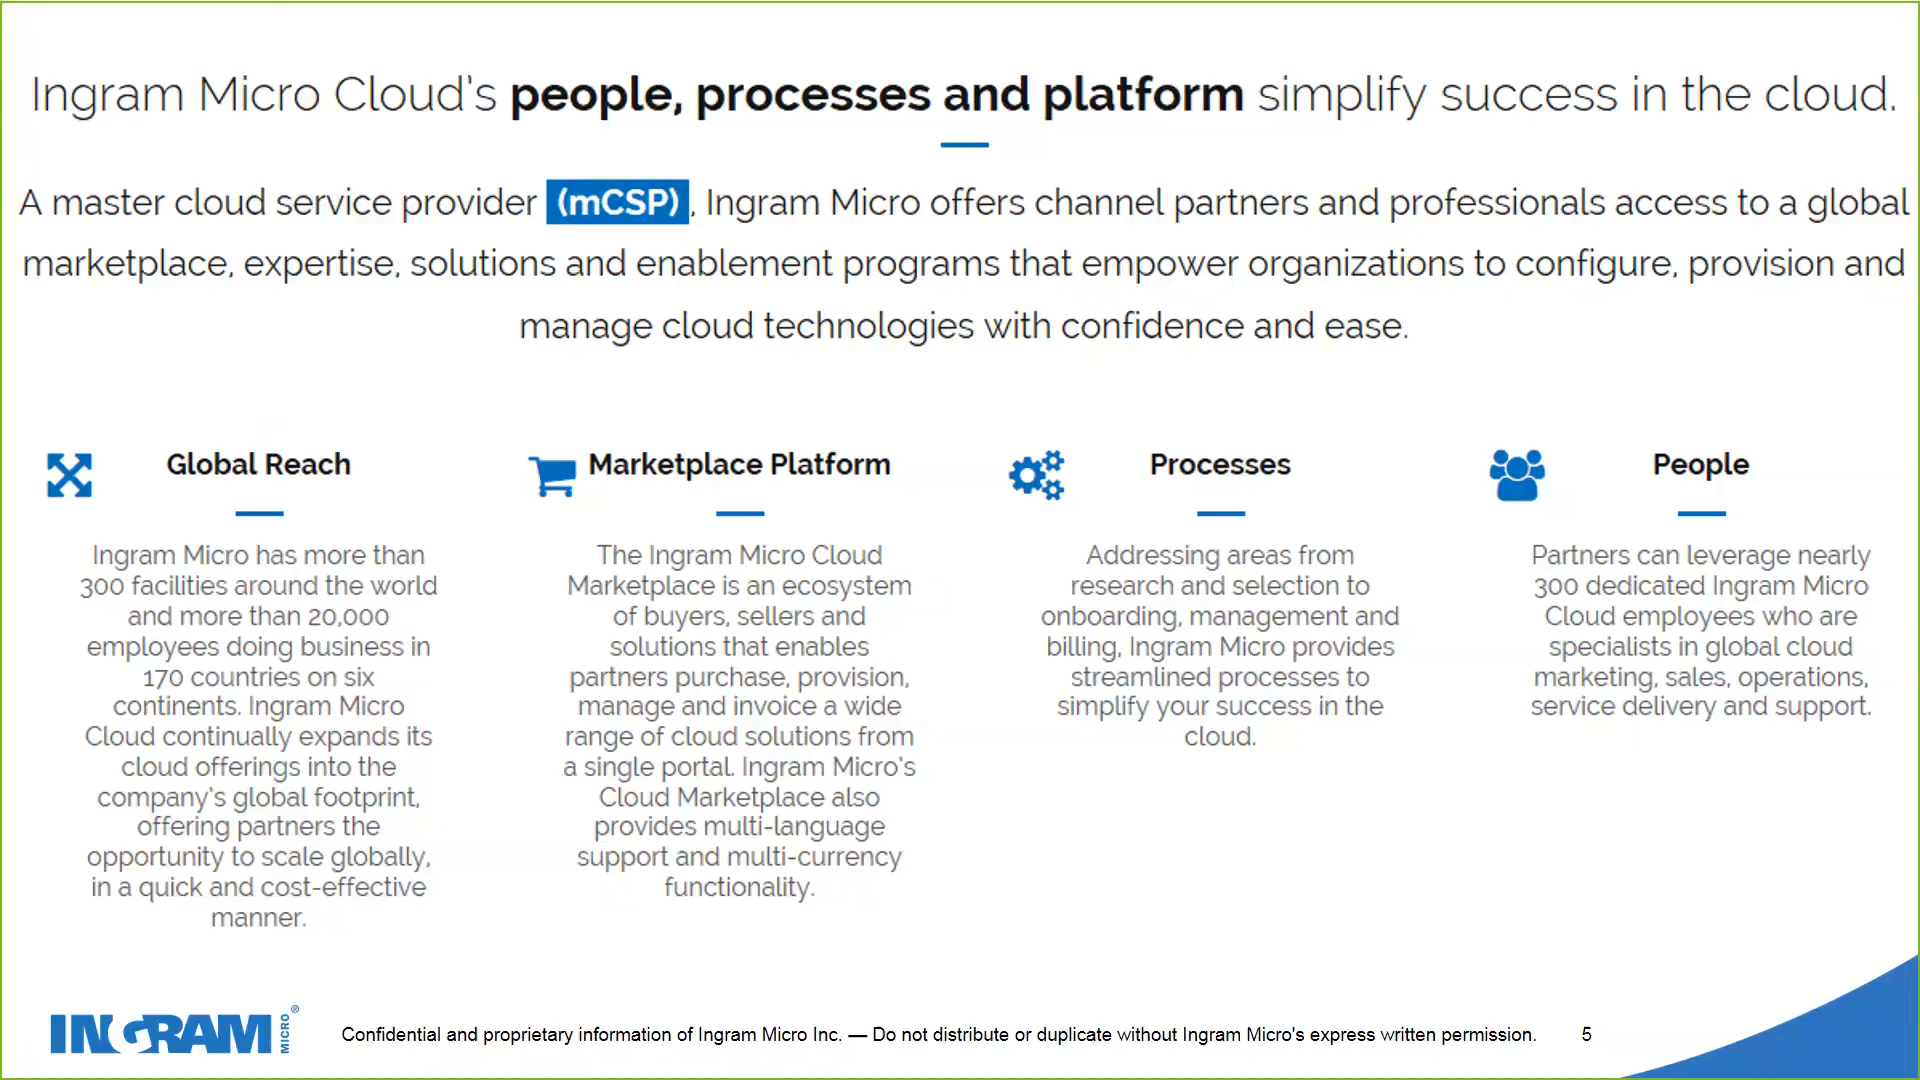 Ingram Micro Cloud's people, processes and platform simplify success in the cloud.
A master cloud service provider (mCSP), Ingram Micro offers channel partners and professionals access to a global
marketplace, expertise, solutions and enablement programs that empower organizations to configure, provision and
manage cloud technologies with confidence and ease.
Global Reach
Ingram Micro has more than
300 facilities around the world
and more than 20,000
employees doing business in
170 countries on six
continents. Ingram Micro
Cloud continually expands its
cloud offerings into the
company's global footprint,
offering partners the
opportunity to scale globally,
in a quick and cost-effective
manner.
Marketplace Platform
The Ingram Micro Cloud
Marketplace is an ecosystem
of buyers, sellers and
solutions that enables
partners purchase, provision,
manage and invoice a wide
range of cloud solutions from
a single portal. Ingram Micro's
Cloud Marketplace also
provides multi-language
support and multi-currency
functionality.
Processes
Addressing areas from
research and selection to
onboarding, management and
billing, Ingram Micro provides
streamlined processes to
simplify your success in the
cloud.
People
Partners can leverage nearly
300 dedicated Ingram Micro
Cloud employees who are
specialists in global cloud
marketing, sales, operations,
service delivery and support.
INGRAM MICRO®
Confidential and proprietary information of Ingram Micro Inc. — Do not distribute or duplicate without Ingram Micro's express written permission.
5